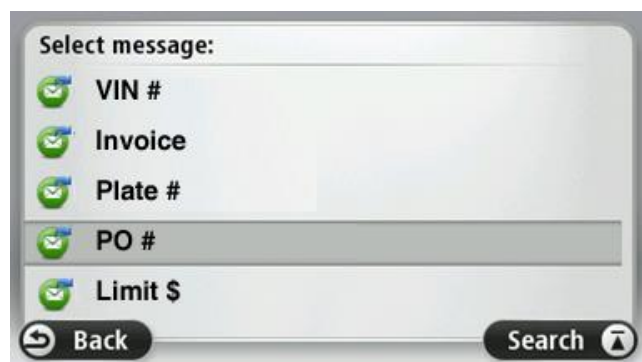 Select message:
VIN #
Invoice
Plate #
PO #
Limit $
Back
Search